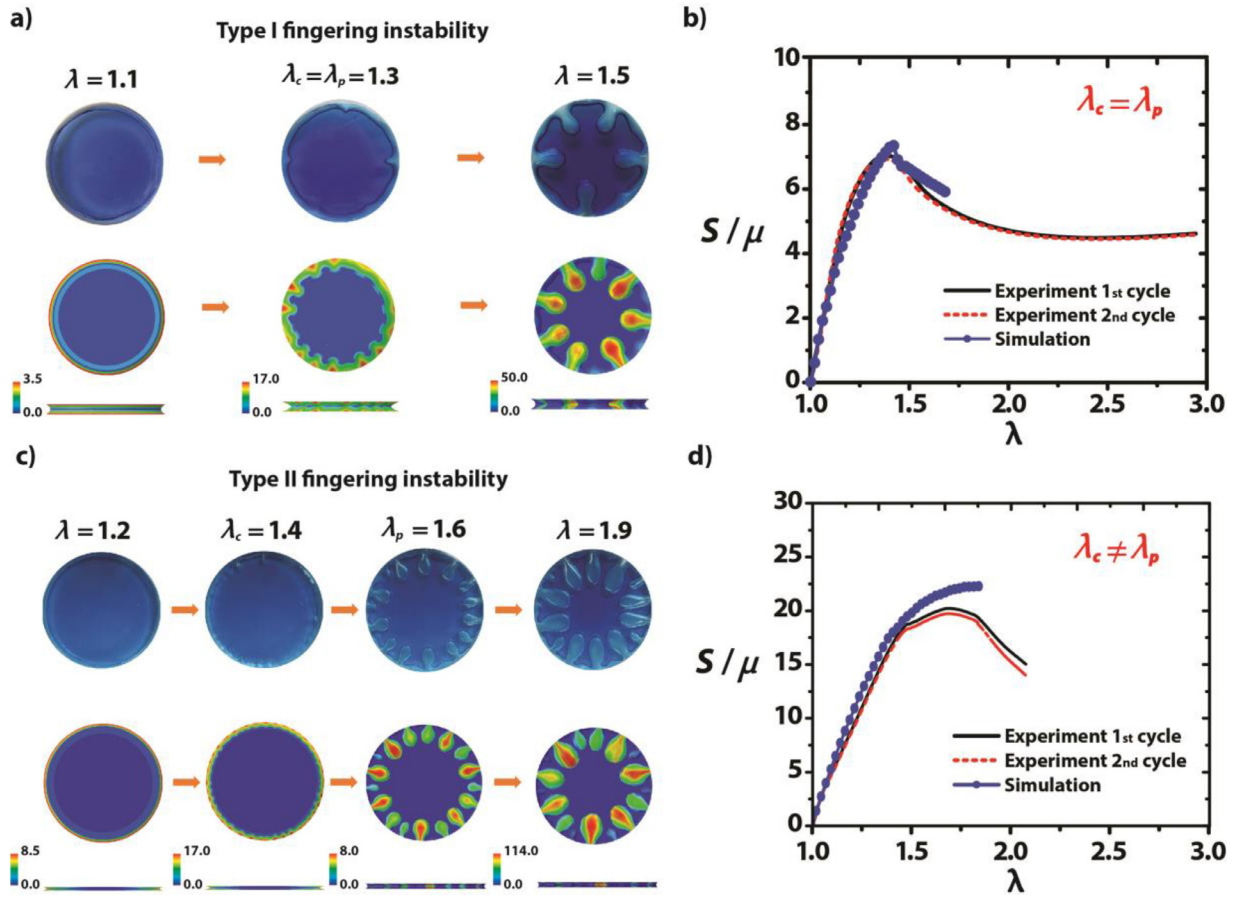 a)
Type I fingering instability
λ = 1.1
λc = λp = 1.3
λ = 1.5
3.5
0.0
17.0
0.0
50.0
0.0
b)
10
8
6
4
2
0
S / μ
λc = λp
Experiment 1st cycle
Experiment 2nd cycle
Simulation
1.0 1.5 2.0 2.5 3.0
λ
c)
Type II fingering instability
λ = 1.2
λc = 1.4
λp = 1.6
λ = 1.9
8.5
0.0
17.0
0.0
8.0
0.0
114.0
0.0
d)
30
25
20
15
10
5
0
S / μ
λc ≠ λp
Experiment 1st cycle
Experiment 2nd cycle
Simulation
1.0 1.5 2.0 2.5 3.0
λ